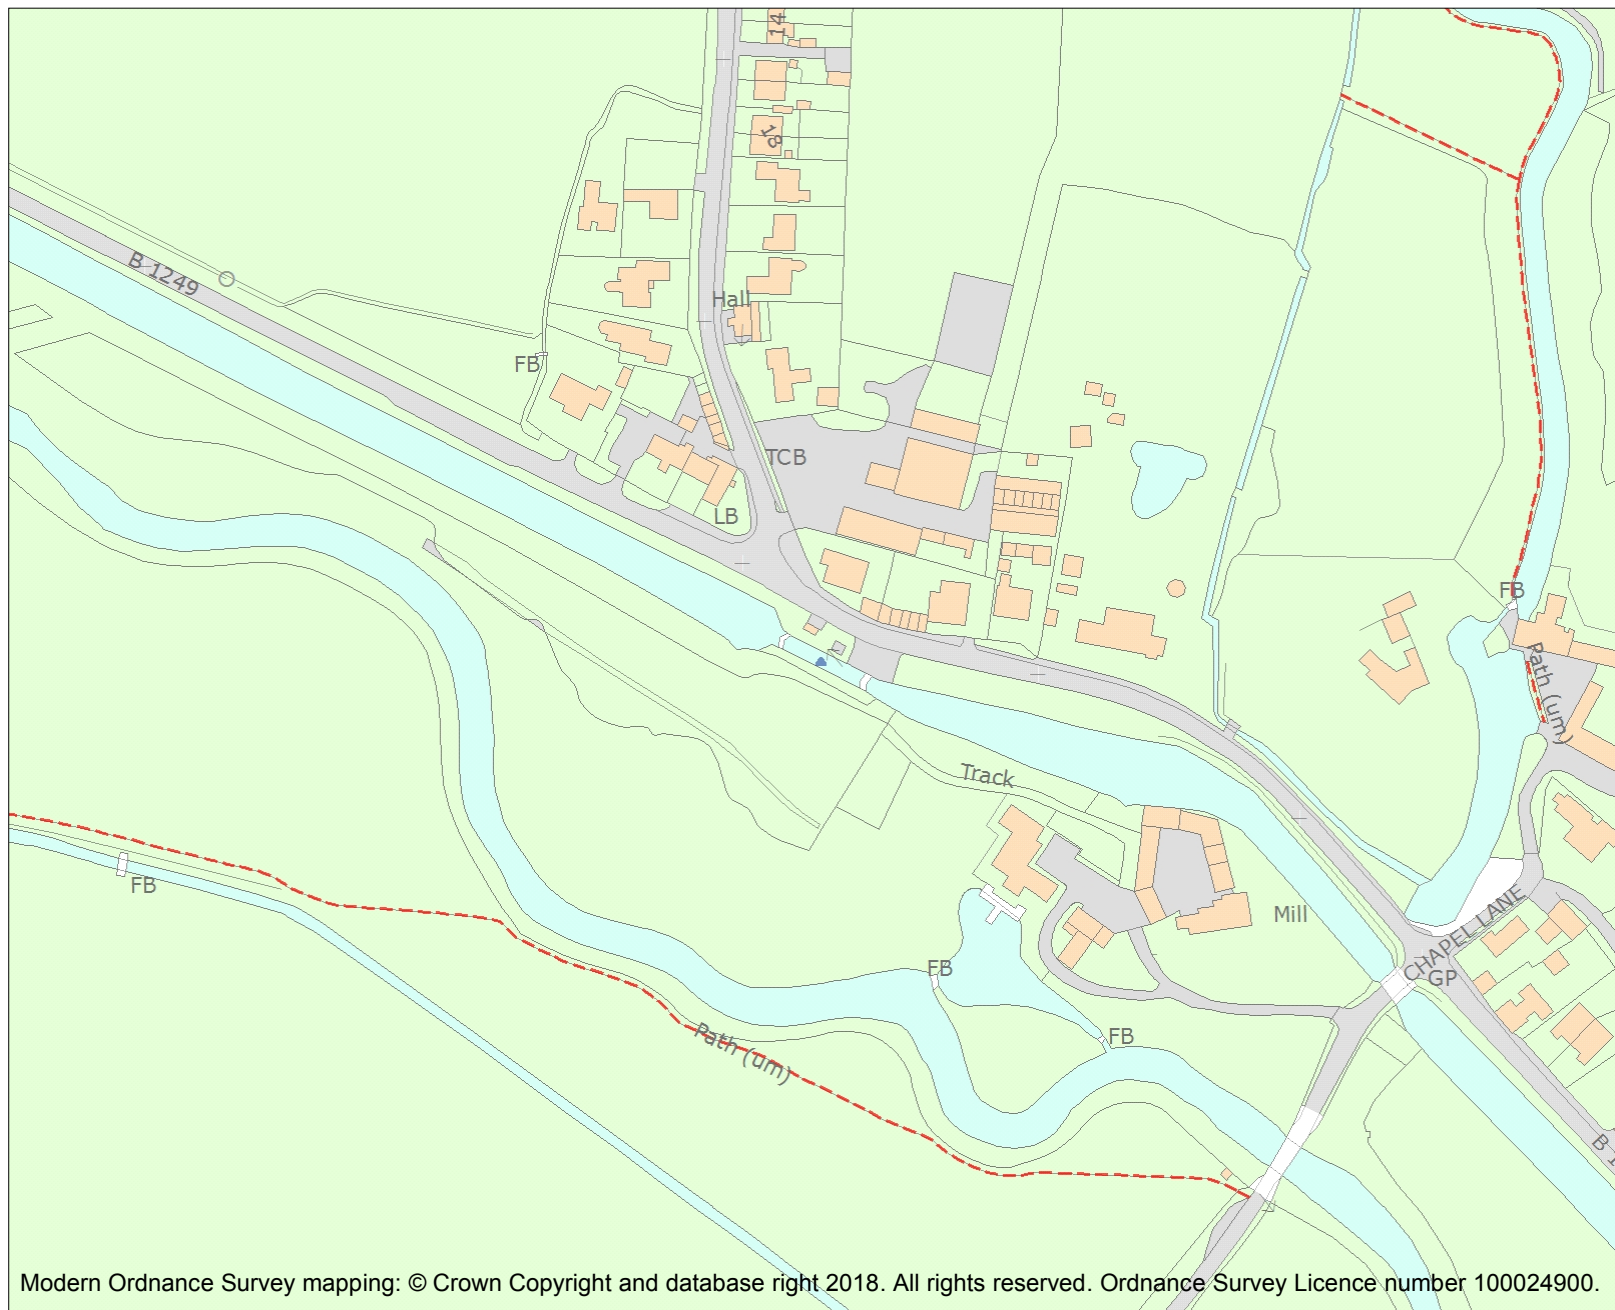 14
18
B 1249
Hall
FB
TCB
LB
FB
Path (um)
Track
FB
Mill
CHAPEL LANE
GP
FB
FB
Path (um)
B 1
Modern Ordnance Survey mapping: © Crown Copyright and database right 2018. All rights reserved. Ordnance Survey Licence number 100024900.